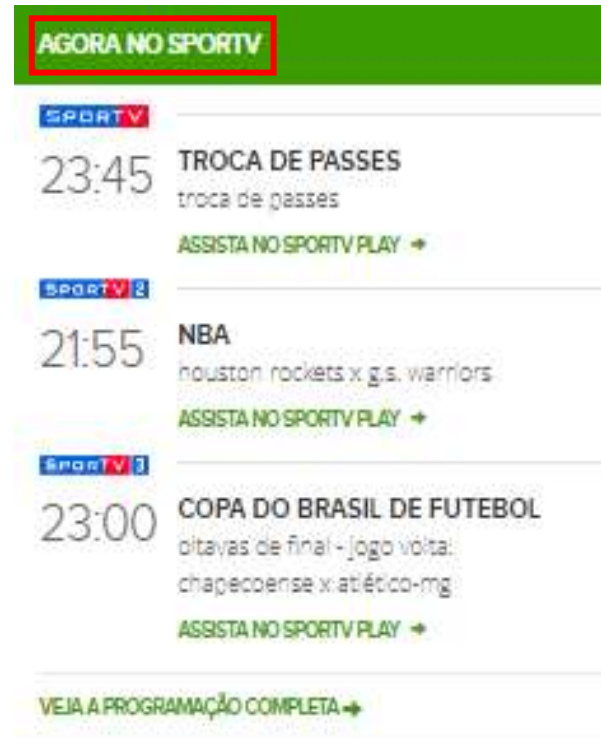 AGORA NO SPORTV
SPORTV
23:45 TROCA DE PASSES
troca de passes
ASSISTA NO SPORTV PLAY →
SPORTV 2
21:55 NBA
houston rockets x g.s. warriors
ASSISTA NO SPORTV PLAY →
SPORTV 3
23:00 COPA DO BRASIL DE FUTEBOL
oitavas de final - jogo volta:
chapecoense x atlético-mg
ASSISTA NO SPORTV PLAY →
VEJA A PROGRAMAÇÃO COMPLETA →